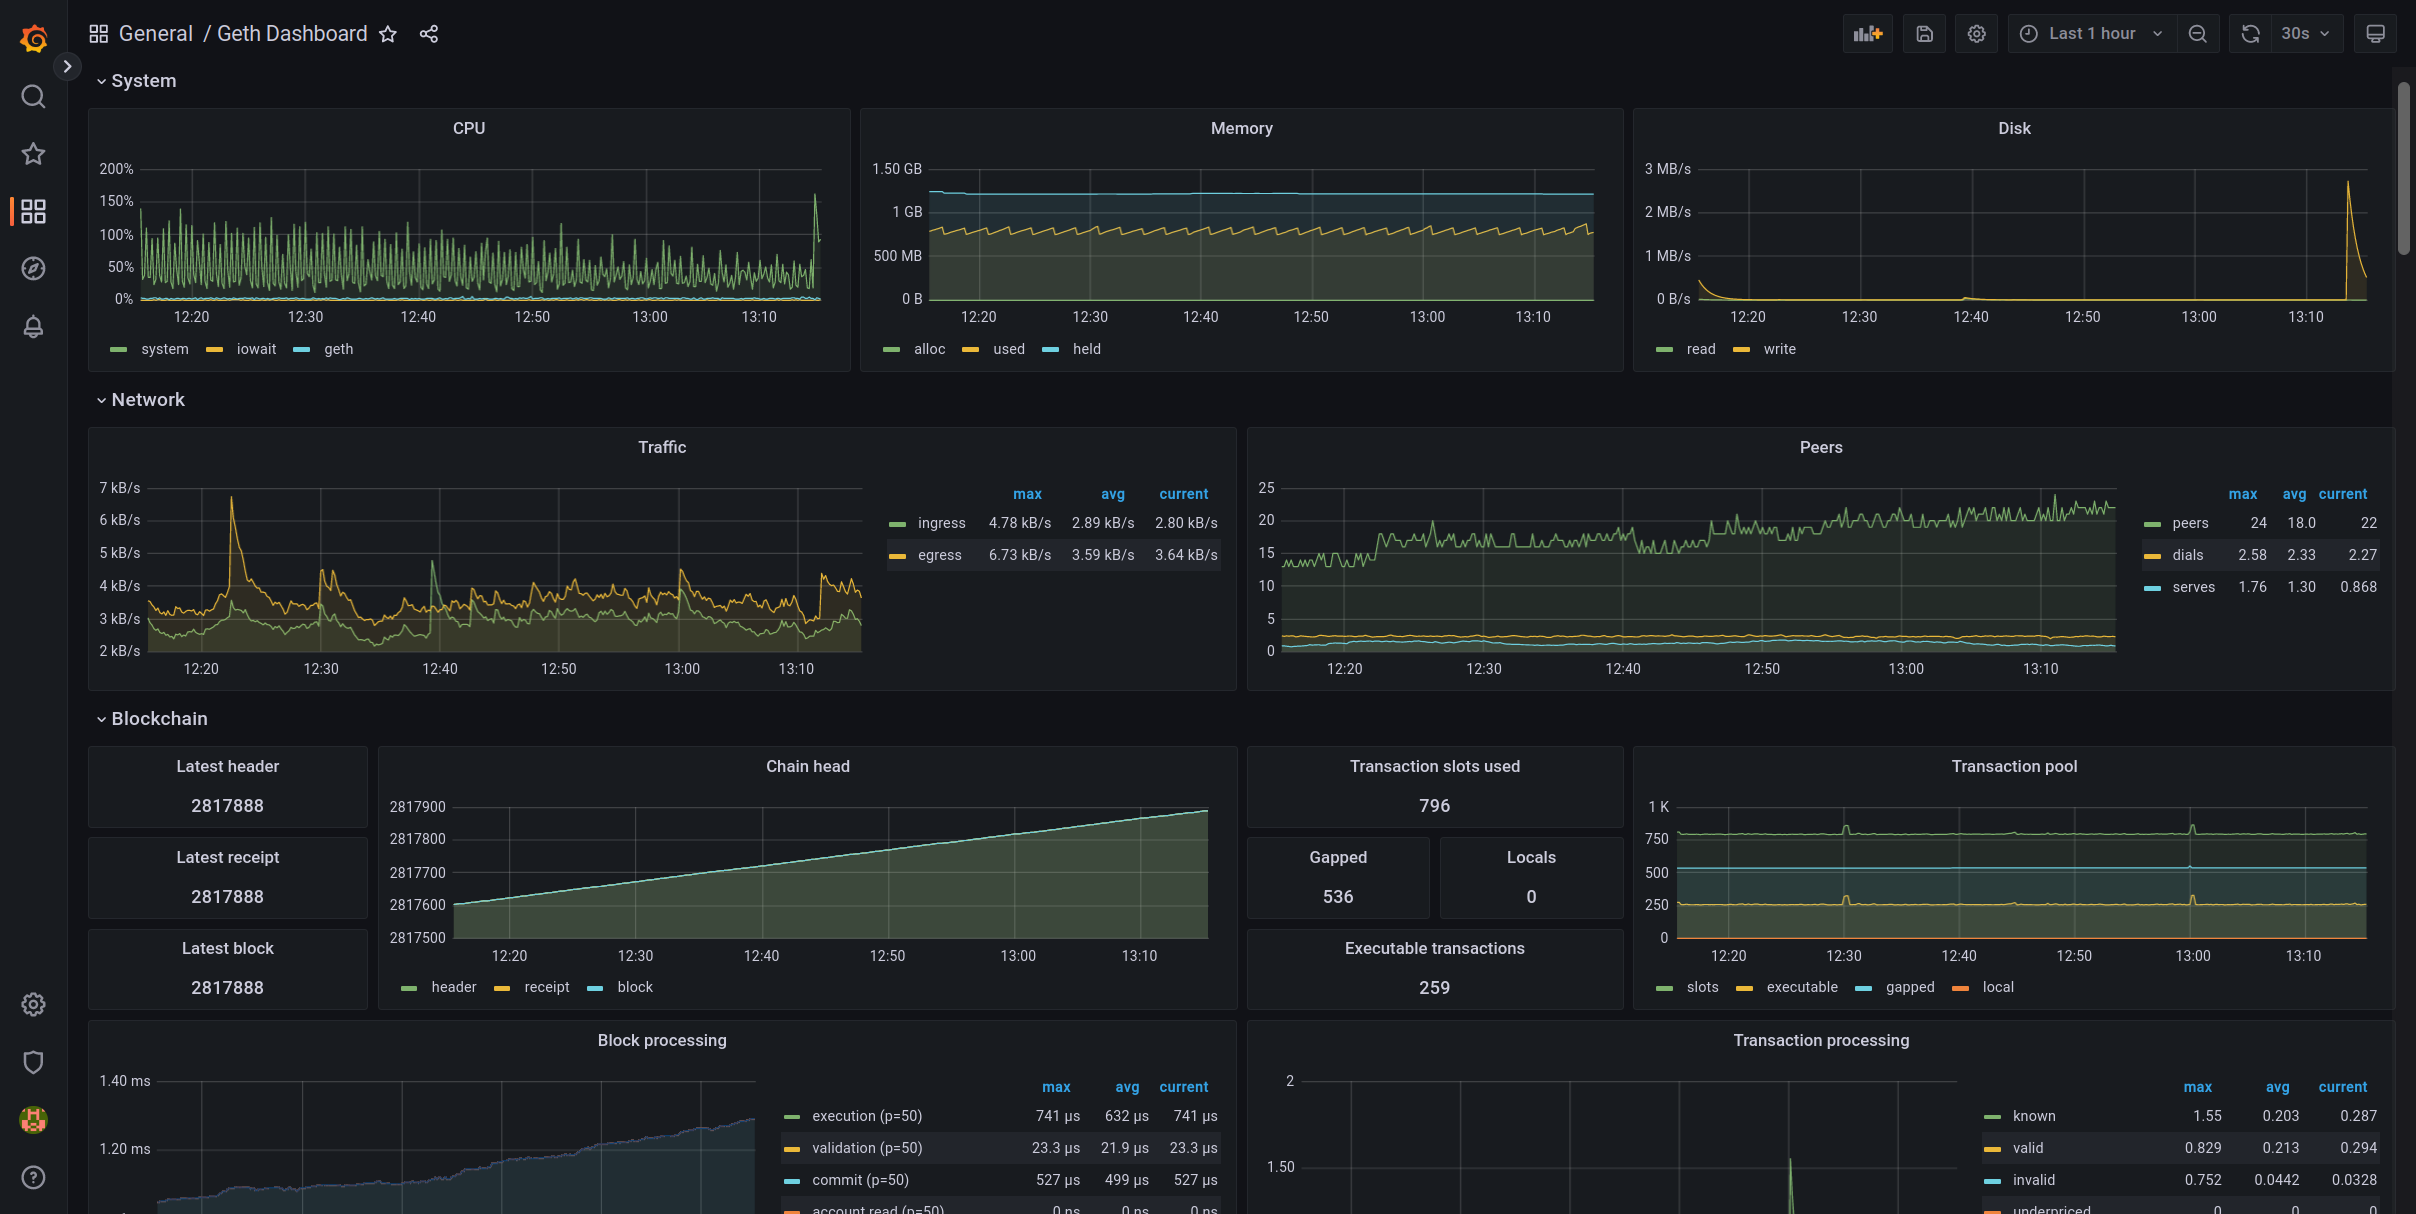 General / Geth Dashboard
Last 1 hour
30s
System
CPU
200%
150%
100%
50%
0%
12:20 12:30 12:40 12:50 13:00 13:10
system iowait geth
Memory
1.50 GB
1 GB
500 MB
0 B
12:20 12:30 12:40 12:50 13:00 13:10
alloc used held
Disk
3 MB/s
2 MB/s
1 MB/s
0 B/s
12:20 12:30 12:40 12:50 13:00 13:10
read write
Network
Traffic
7 kB/s
6 kB/s
5 kB/s
4 kB/s
3 kB/s
2 kB/s
12:20 12:30 12:40 12:50 13:00 13:10
max avg current
ingress 4.78 kB/s 2.89 kB/s 2.80 kB/s
egress 6.73 kB/s 3.59 kB/s 3.64 kB/s
Peers
25
20
15
10
5
0
12:20 12:30 12:40 12:50 13:00 13:10
max avg current
peers 24 18.0 22
dials 2.58 2.33 2.27
serves 1.76 1.30 0.868
Blockchain
Latest header
2817888
Latest receipt
2817888
Latest block
2817888
Chain head
2817900
2817800
2817700
2817600
2817500
12:20 12:30 12:40 12:50 13:00 13:10
header receipt block
Transaction slots used
796
Gapped
536
Locals
0
Executable transactions
259
Transaction pool
1 K
750
500
250
0
12:20 12:30 12:40 12:50 13:00 13:10
slots executable gapped local
Block processing
1.40 ms
1.20 ms
max avg current
execution (p=50) 741 µs 632 µs 741 µs
validation (p=50) 23.3 µs 21.9 µs 23.3 µs
commit (p=50) 527 µs 499 µs 527 µs
account read (p=50) 0 ns 0 ns 0 ns
Transaction processing
2
1.50
max avg current
known 1.55 0.203 0.287
valid 0.829 0.213 0.294
invalid 0.752 0.0442 0.0328
underpriced 0 0 0